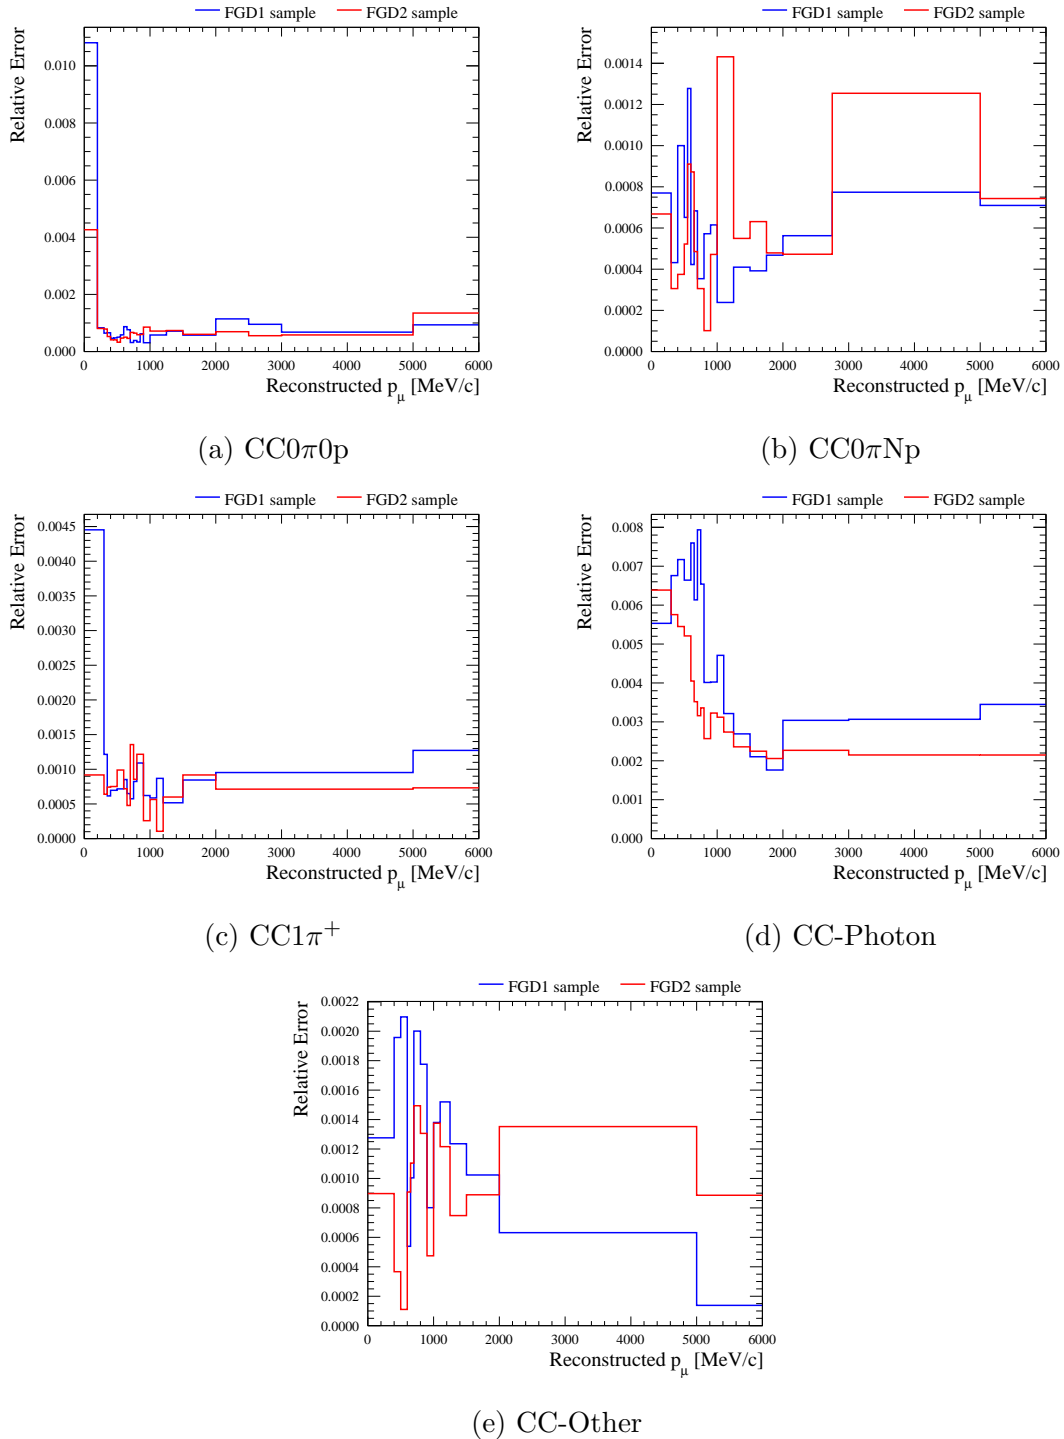 FGD1 sample FGD2 sample
Relative Error
0.010
0.008
0.006
0.004
0.002
0.000
0 1000 2000 3000 4000 5000 6000
Reconstructed pμ [MeV/c]
(a) CC0π0p
FGD1 sample FGD2 sample
Relative Error
0.0014
0.0012
0.0010
0.0008
0.0006
0.0004
0.0002
0.0000
0 1000 2000 3000 4000 5000 6000
Reconstructed pμ [MeV/c]
(b) CC0πNp
FGD1 sample FGD2 sample
Relative Error
0.0045
0.0040
0.0035
0.0030
0.0025
0.0020
0.0015
0.0010
0.0005
0.0000
0 1000 2000 3000 4000 5000 6000
Reconstructed pμ [MeV/c]
(c) CC1π⁺
FGD1 sample FGD2 sample
Relative Error
0.008
0.007
0.006
0.005
0.004
0.003
0.002
0.001
0.000
0 1000 2000 3000 4000 5000 6000
Reconstructed pμ [MeV/c]
(d) CC-Photon
FGD1 sample FGD2 sample
Relative Error
0.0022
0.0020
0.0018
0.0016
0.0014
0.0012
0.0010
0.0008
0.0006
0.0004
0.0002
0.0000
0 1000 2000 3000 4000 5000 6000
Reconstructed pμ [MeV/c]
(e) CC-Other